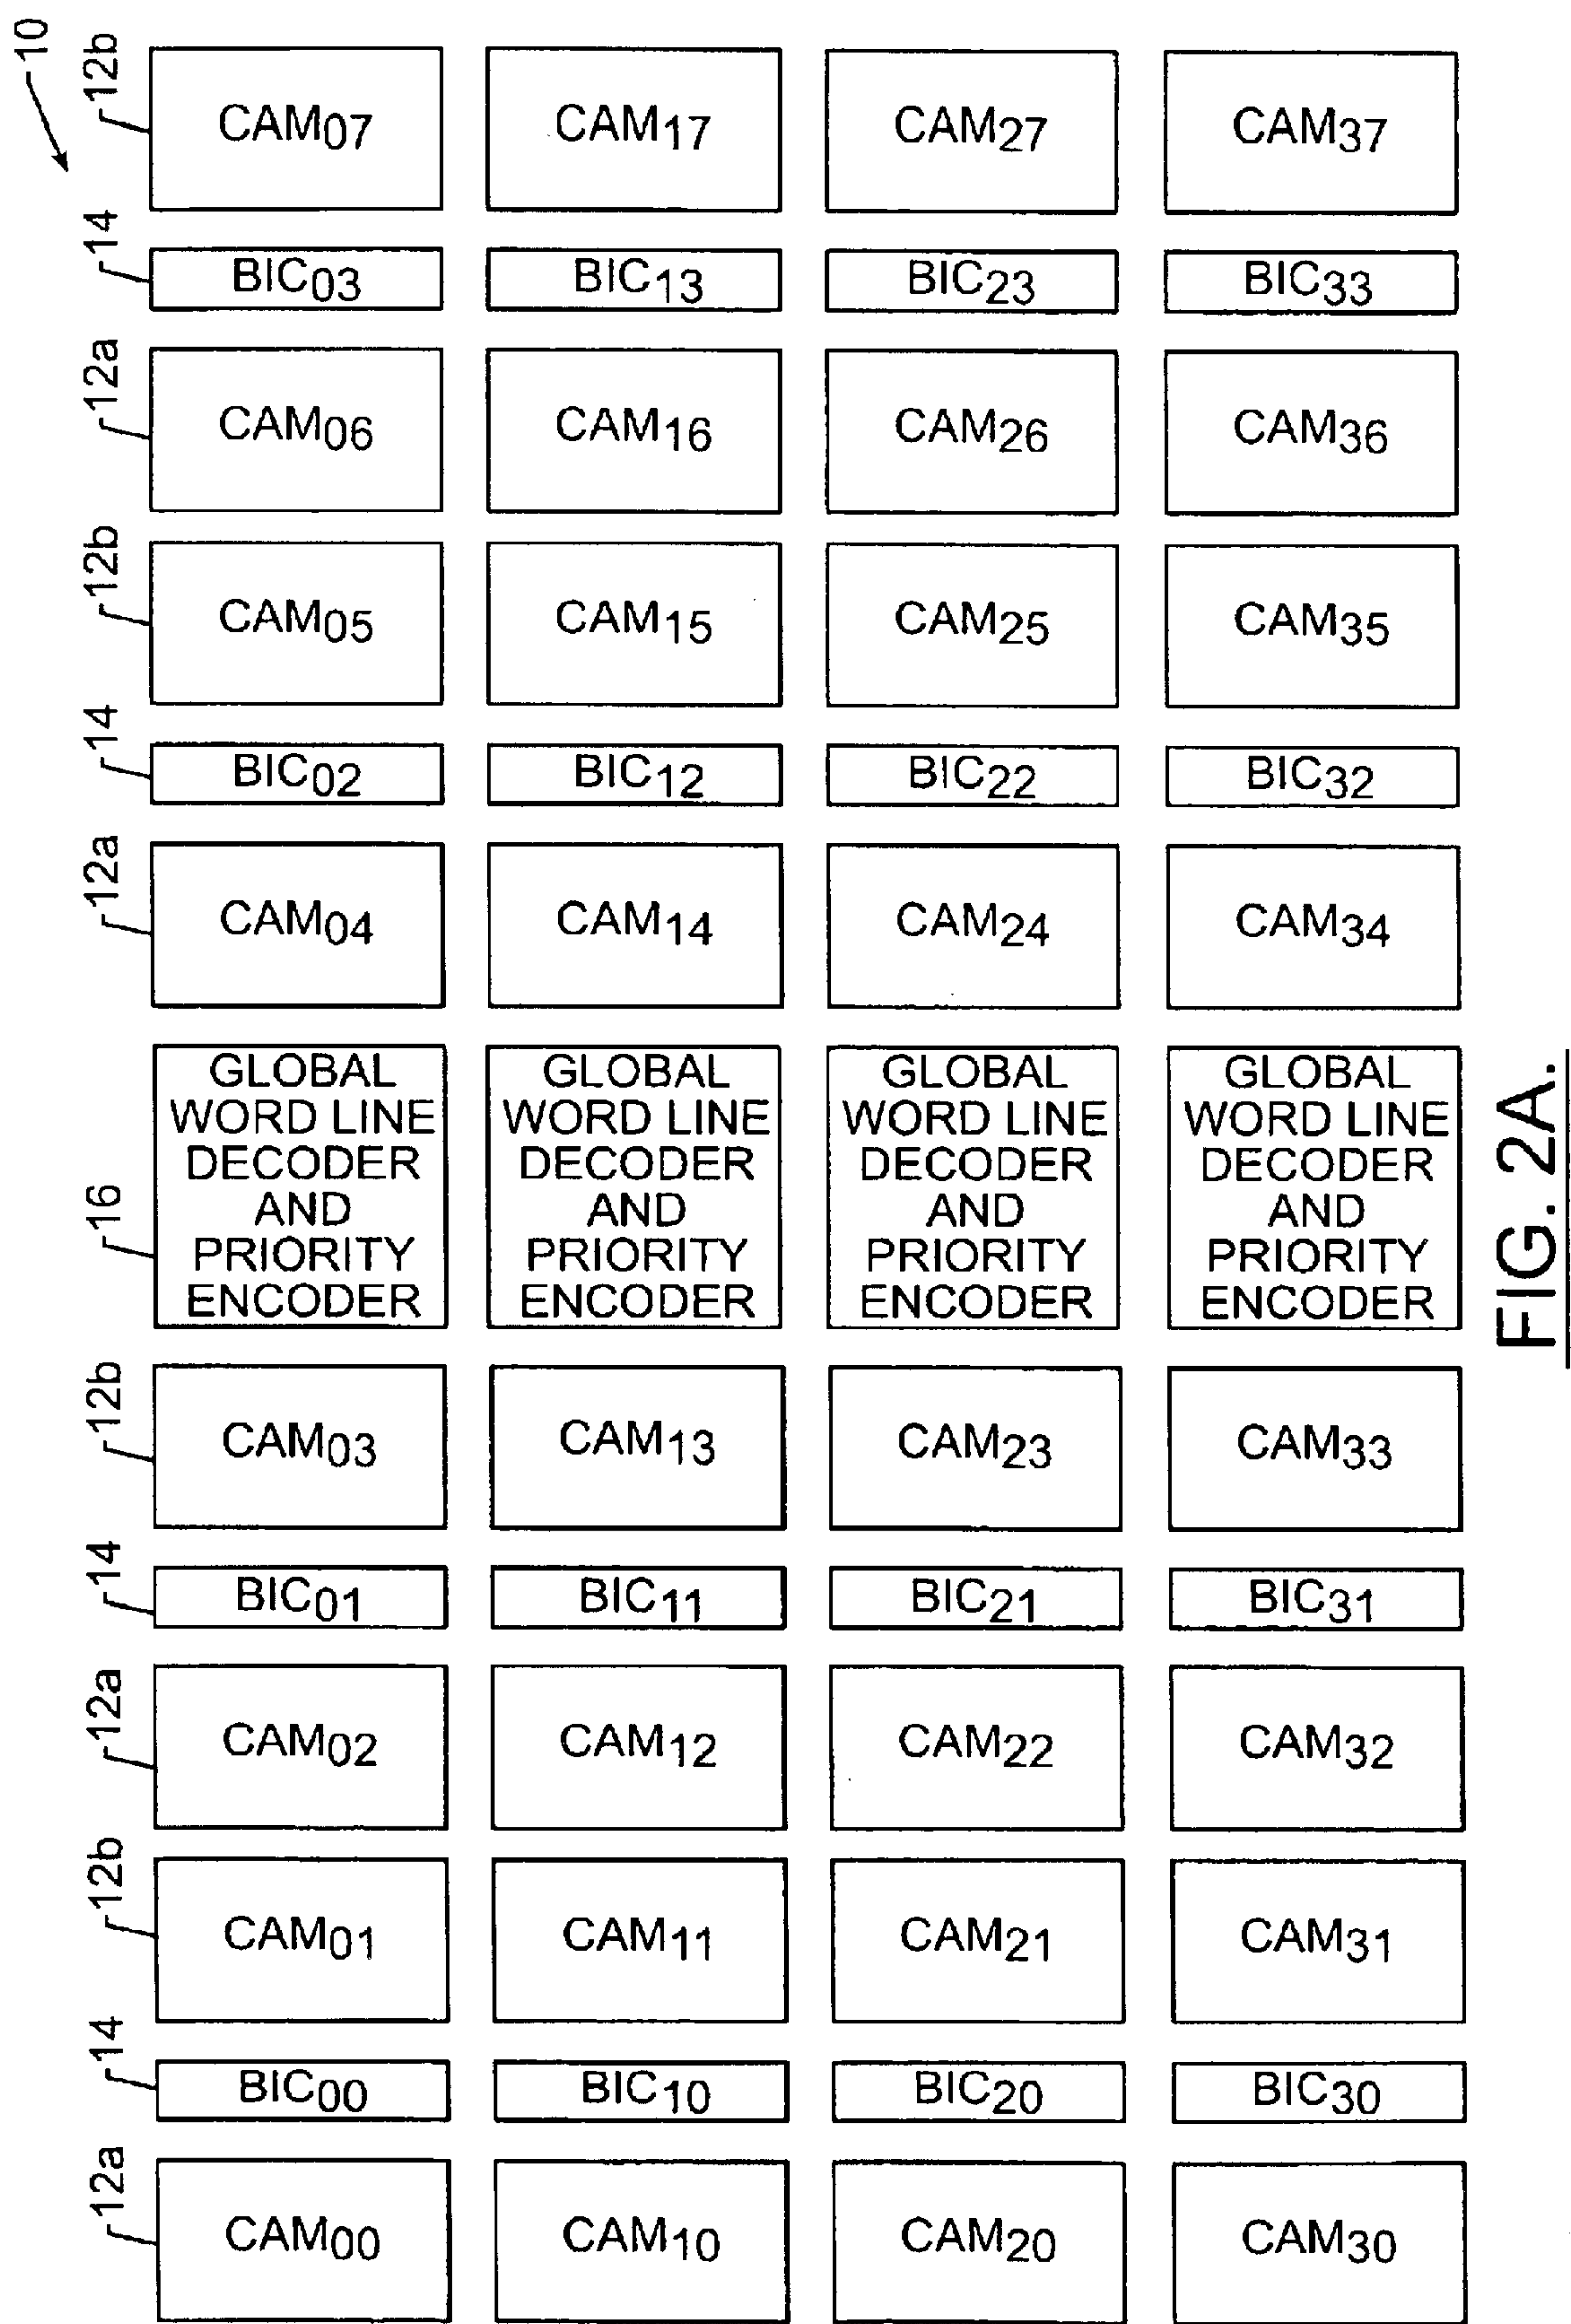 10
12b
CAM07 CAM17 CAM27 CAM37
14
BIC03 BIC13 BIC23 BIC33
12a
CAM06 CAM16 CAM26 CAM36
12b
CAM05 CAM15 CAM25 CAM35
14
BIC02 BIC12 BIC22 BIC32
12a
CAM04 CAM14 CAM24 CAM34
16
GLOBAL
WORD LINE
DECODER
AND
PRIORITY
ENCODER
GLOBAL
WORD LINE
DECODER
AND
PRIORITY
ENCODER
GLOBAL
WORD LINE
DECODER
AND
PRIORITY
ENCODER
GLOBAL
WORD LINE
DECODER
AND
PRIORITY
ENCODER
12b
CAM03 CAM13 CAM23 CAM33
14
BIC01 BIC11 BIC21 BIC31
12a
CAM02 CAM12 CAM22 CAM32
12b
CAM01 CAM11 CAM21 CAM31
14
BIC00 BIC10 BIC20 BIC30
12a
CAM00 CAM10 CAM20 CAM30
FIG. 2A.